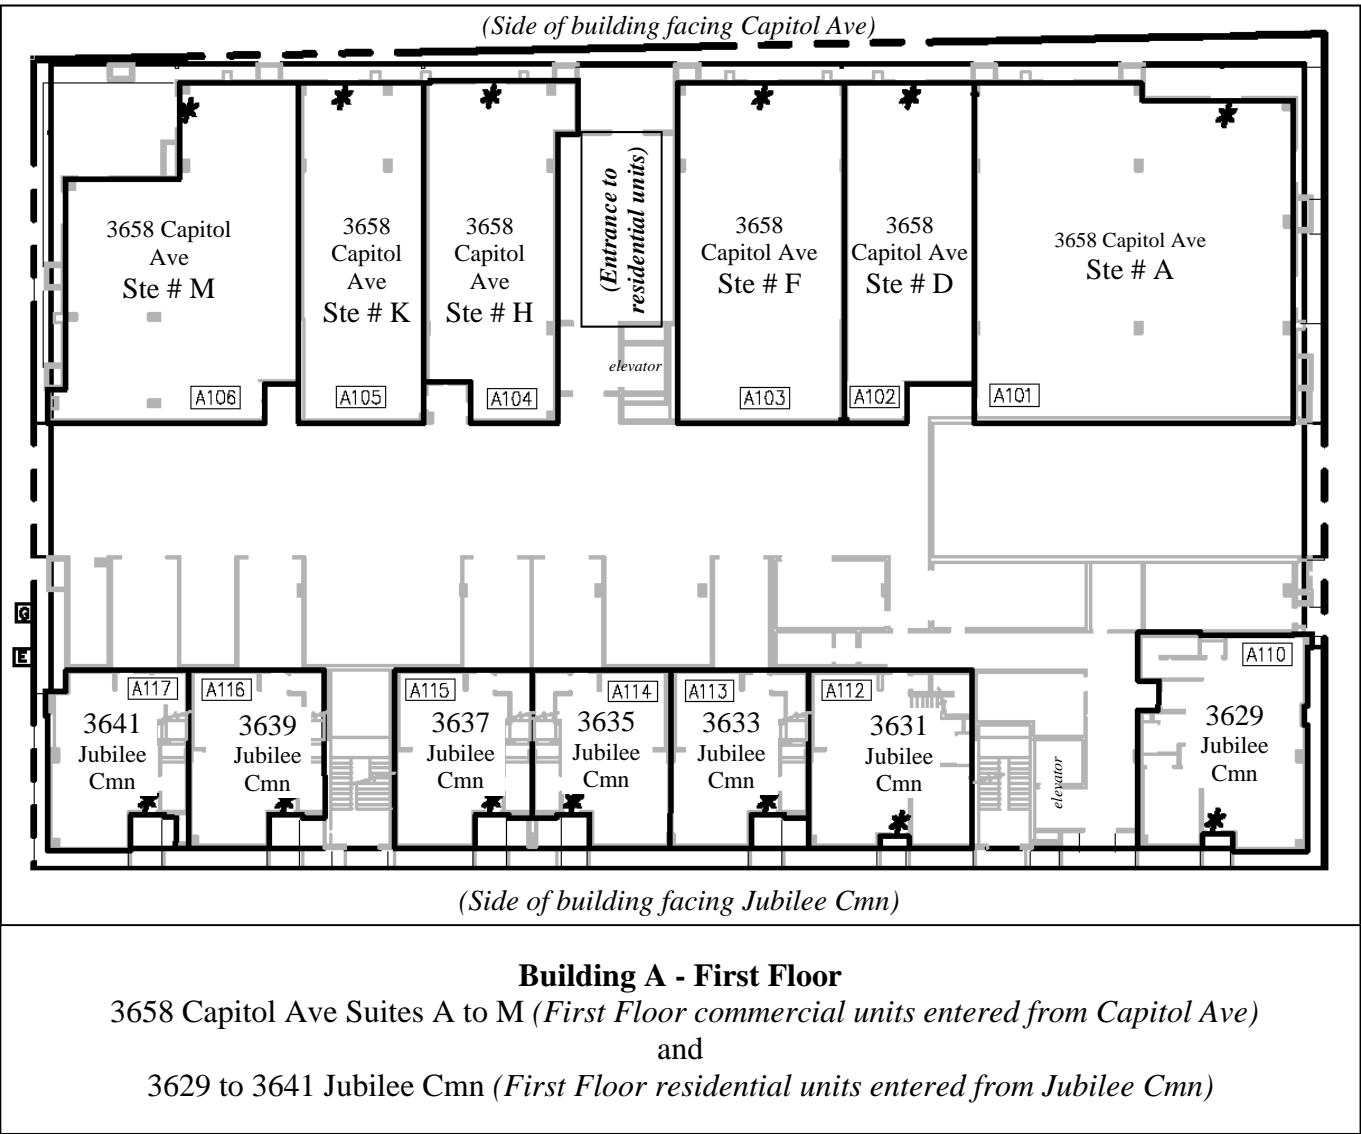 (Side of building facing Capitol Ave)
3658 Capitol
Ave
Ste # M
A106
3658
Capitol
Ave
Ste # K
A105
3658
Capitol
Ave
Ste # H
A104
(Entrance to
residential units)
elevator
3658
Capitol Ave
Ste # F
A103
3658
Capitol Ave
Ste # D
A102
3658 Capitol Ave
Ste # A
A101
G
E
A117
3641
Jubilee
Cmn
A116
3639
Jubilee
Cmn
A115
3637
Jubilee
Cmn
A114
3635
Jubilee
Cmn
A113
3633
Jubilee
Cmn
A112
3631
Jubilee
Cmn
elevator
A110
3629
Jubilee
Cmn
(Side of building facing Jubilee Cmn)
Building A - First Floor
3658 Capitol Ave Suites A to M (First Floor commercial units entered from Capitol Ave)
and
3629 to 3641 Jubilee Cmn (First Floor residential units entered from Jubilee Cmn)